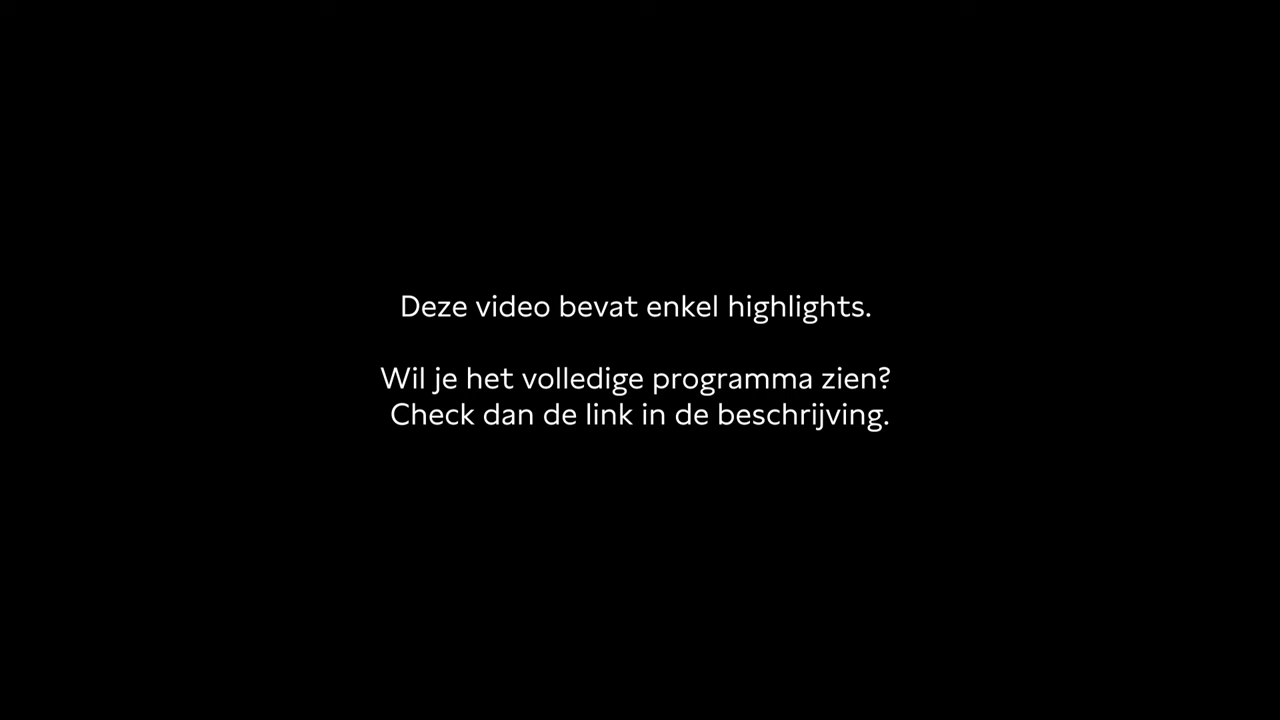 Deze video bevat enkel highlights.
Wil je het volledige programma zien?
Check dan de link in de beschrijving.